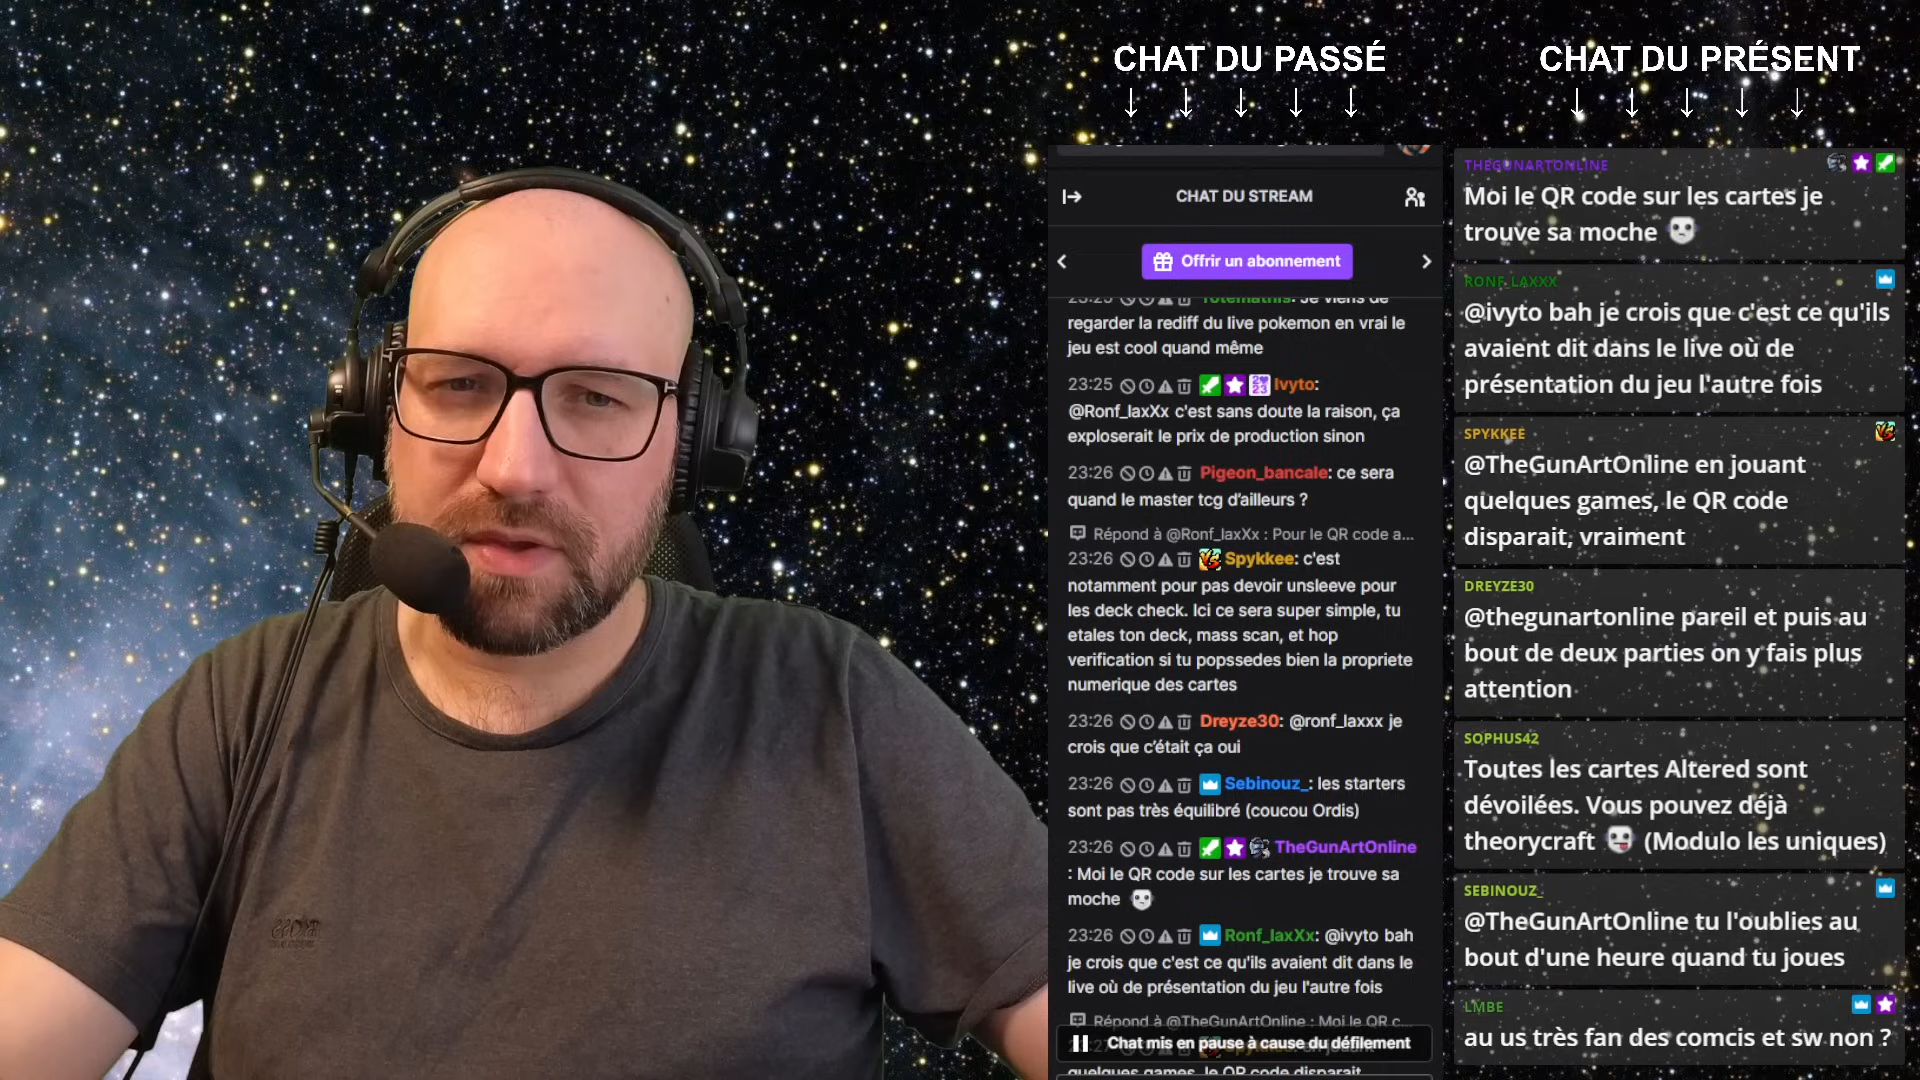 CHAT DU PASSÉ
↓ ↓ ↓ ↓ ↓
CHAT DU STREAM
Offrir un abonnement
23:25 Totemathis: Je viens de
regarder la rediff du live pokemon en vrai le
jeu est cool quand même
23:25 Ivyto:
@Ronf_laxXx c'est sans doute la raison, ça
exploserait le prix de production sinon
23:26 Pigeon_bancale: ce sera
quand le master tcg d'ailleurs ?
Répond à @Ronf_laxXx : Pour le QR code a...
23:26 Spykkee: c'est
notamment pour pas devoir unsleeve pour
les deck check. Ici ce sera super simple, tu
etales ton deck, mass scan, et hop
verification si tu popssedes bien la propriete
numerique des cartes
23:26 Dreyze30: @ronf_laxxx je
crois que c'était ça oui
23:26 Sebinouz_: les starters
sont pas très équilibré (coucou Ordis)
23:26 TheGunArtOnline
: Moi le QR code sur les cartes je trouve sa
moche
23:26 Ronf_laxXx: @ivyto bah
je crois que c'est ce qu'ils avaient dit dans le
live où de présentation du jeu l'autre fois
Répond à @TheGunArtOnline : Moi le QR c...
Chat mis en pause à cause du défilement
quelques games, le QR code disparait,
CHAT DU PRÉSENT
↓ ↓ ↓ ↓ ↓
THEGUNARTONLINE
Moi le QR code sur les cartes je
trouve sa moche
RONF_LAXXX
@ivyto bah je crois que c'est ce qu'ils
avaient dit dans le live où de
présentation du jeu l'autre fois
SPYKKEE
@TheGunArtOnline en jouant
quelques games, le QR code
disparait, vraiment
DREYZE30
@thegunartonline pareil et puis au
bout de deux parties on y fais plus
attention
SOPHUS42
Toutes les cartes Altered sont
dévoilées. Vous pouvez déjà
theorycraft (Modulo les uniques)
SEBINOUZ_
@TheGunArtOnline tu l'oublies au
bout d'une heure quand tu joues
LMBE
au us très fan des comcis et sw non ?